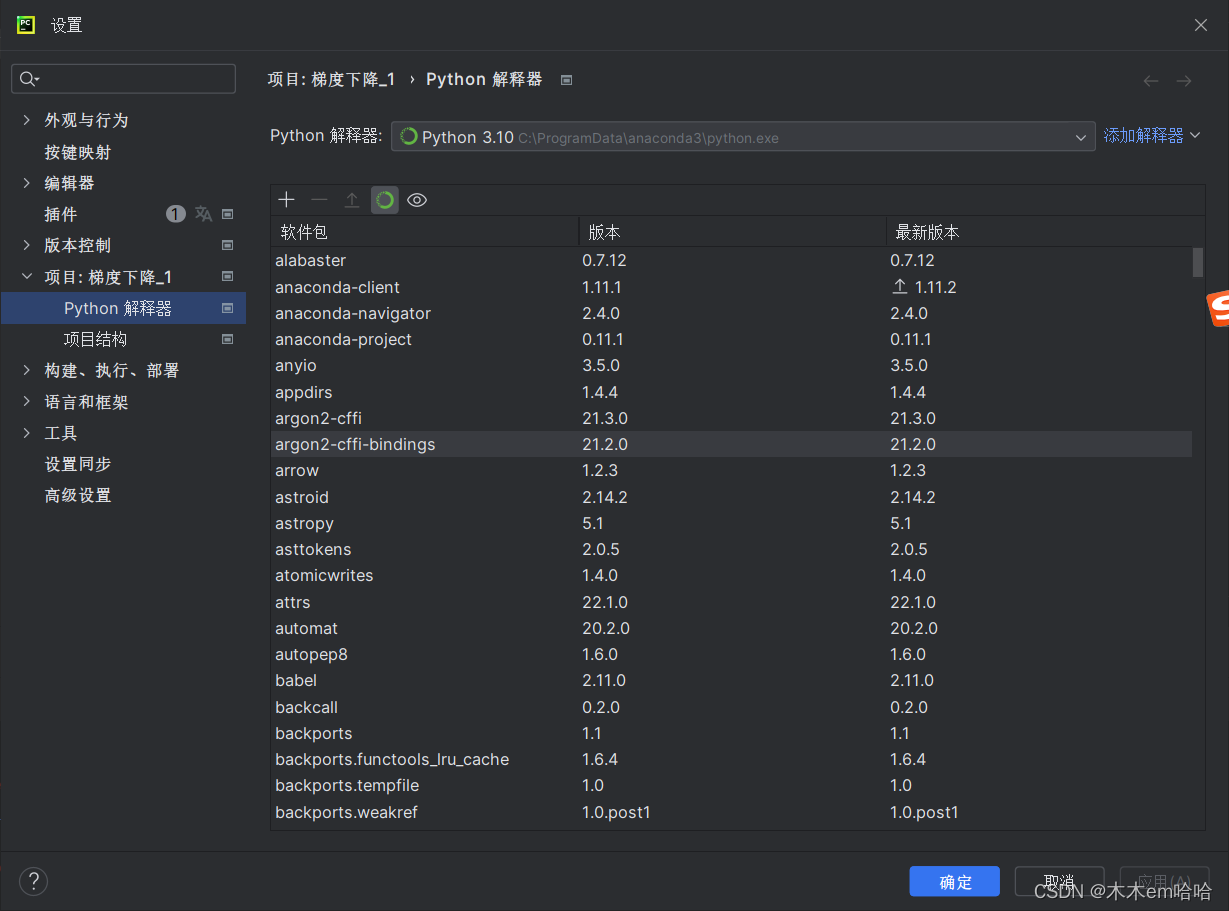 PC
设置
项目: 梯度下降_1 › Python 解释器
外观与行为
按键映射
编辑器
插件 1
版本控制
项目: 梯度下降_1
Python 解释器
项目结构
构建、执行、部署
语言和框架
工具
设置同步
高级设置
Python 解释器: Python 3.10 C:\ProgramData\anaconda3\python.exe 添加解释器
软件包 版本 最新版本
alabaster 0.7.12 0.7.12
anaconda-client 1.11.1 1.11.2
anaconda-navigator 2.4.0 2.4.0
anaconda-project 0.11.1 0.11.1
anyio 3.5.0 3.5.0
appdirs 1.4.4 1.4.4
argon2-cffi 21.3.0 21.3.0
argon2-cffi-bindings 21.2.0 21.2.0
arrow 1.2.3 1.2.3
astroid 2.14.2 2.14.2
astropy 5.1 5.1
asttokens 2.0.5 2.0.5
atomicwrites 1.4.0 1.4.0
attrs 22.1.0 22.1.0
automat 20.2.0 20.2.0
autopep8 1.6.0 1.6.0
babel 2.11.0 2.11.0
backcall 0.2.0 0.2.0
backports 1.1 1.1
backports.functools_lru_cache 1.6.4 1.6.4
backports.tempfile 1.0 1.0
backports.weakref 1.0.post1 1.0.post1
? 确定 取消 应用(A)
CSDN @木木em哈哈